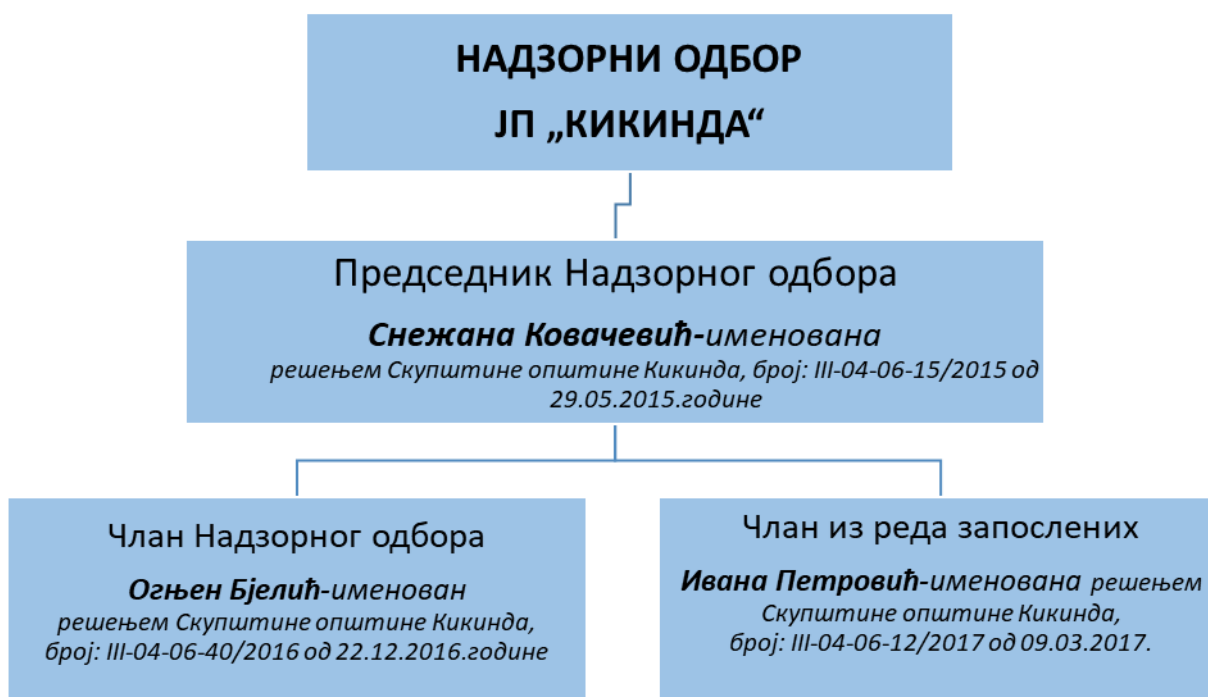 НАДЗОРНИ ОДБОР
ЈП „КИКИНДА“
Председник Надзорног одбора
Снежана Ковачевић-именована
решењем Скупштине општине Кикинда, број: III-04-06-15/2015 од
29.05.2015.године
Члан Надзорног одбора
Огњен Бјелић-именован
решењем Скупштине општине Кикинда,
број: III-04-06-40/2016 од 22.12.2016.године
Члан из реда запослених
Ивана Петровић-именована решењем
Скупштине општине Кикинда,
број: III-04-06-12/2017 од 09.03.2017.